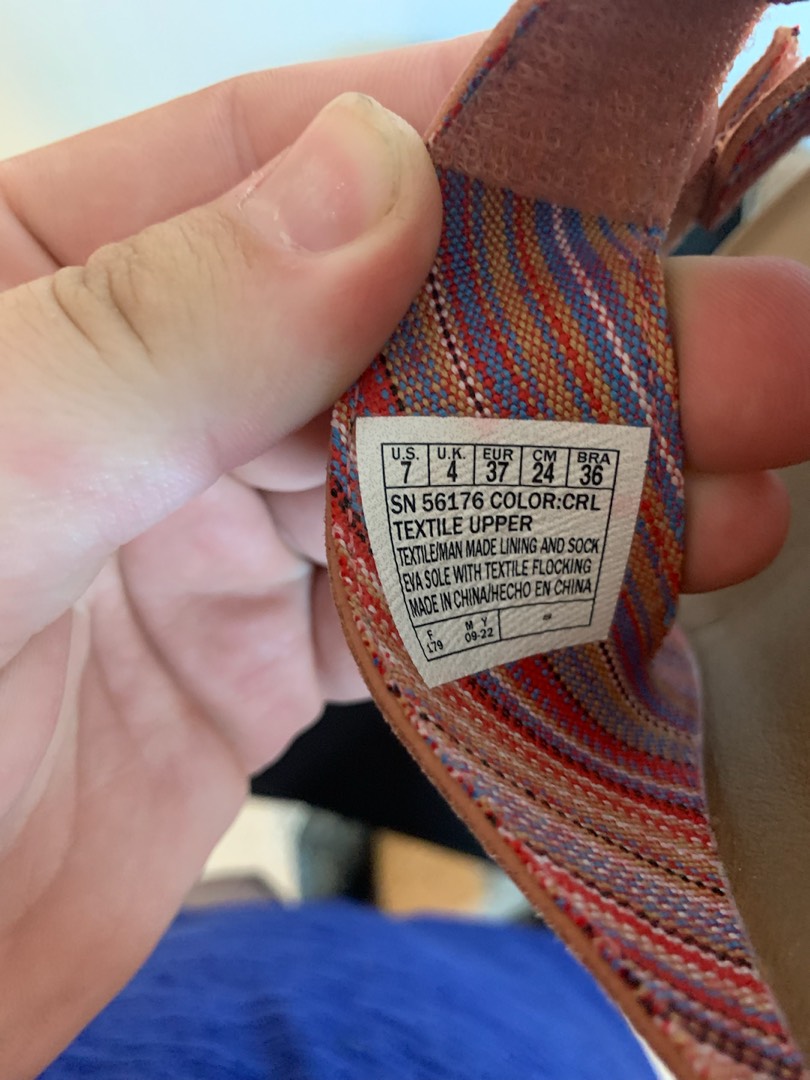 U.S. U.K. EUR CM BRA
7 4 37 24 36
SN 56176 COLOR:CRL
TEXTILE UPPER
TEXTILE/MAN MADE LINING AND SOCK
EVA SOLE WITH TEXTILE FLOCKING
MADE IN CHINA/HECHO EN CHINA
F M Y
179 09-22